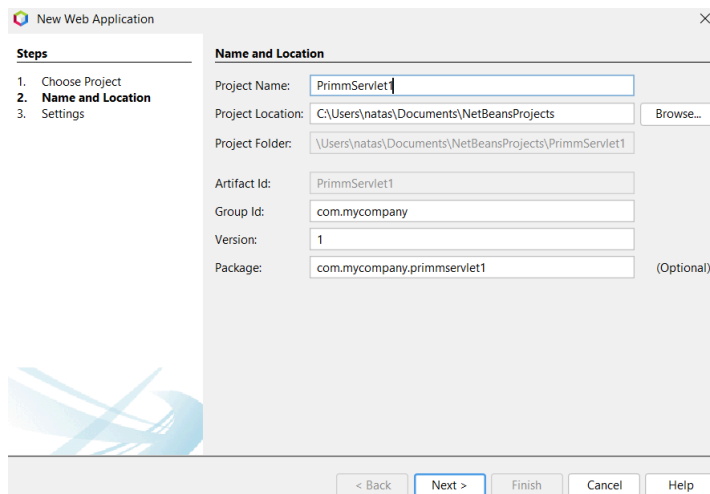 New Web Application
Steps
1. Choose Project
2. Name and Location
3. Settings
Name and Location
Project Name: PrimmServlet1
Project Location: C:\Users\natas\Documents\NetBeansProjects Browse...
Project Folder: \Users\natas\Documents\NetBeansProjects\PrimmServlet1
Artifact Id: PrimmServlet1
Group Id: com.mycompany
Version: 1
Package: com.mycompany.primmservlet1 (Optional)
< Back Next > Finish Cancel Help